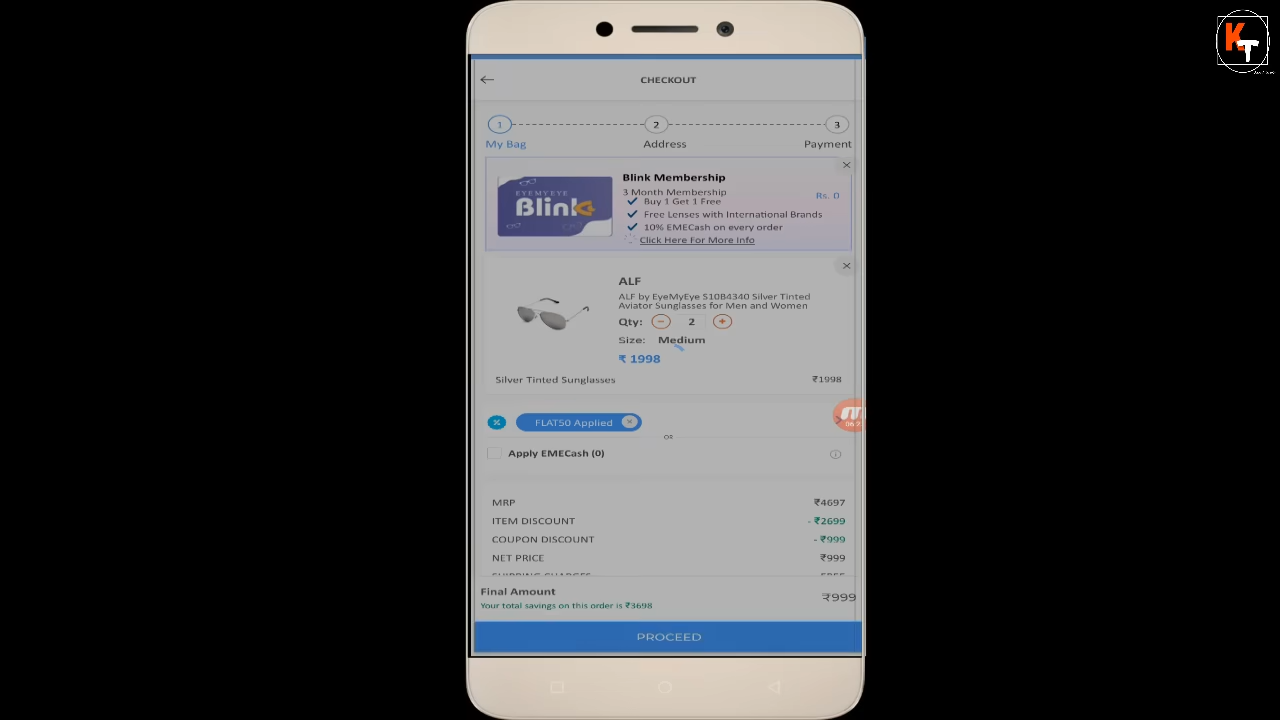 KT
CHECKOUT
1 2 3
My Bag Address Payment
Blink Membership
3 Month Membership
Rs. 0
Buy 1 Get 1 Free
Free Lenses with International Brands
10% EMECash on every order
Click Here For More Info
EYEMYEYE
Blink
ALF
ALF by EyeMyEye S10B4340 Silver Tinted
Aviator Sunglasses for Men and Women
Qty: − 2 +
Size: Medium
₹ 1998
Silver Tinted Sunglasses ₹1998
% FLAT50 Applied
OR
Apply EMECash (0)
MRP ₹4697
ITEM DISCOUNT - ₹2699
COUPON DISCOUNT - ₹999
NET PRICE ₹999
SHIPPING CHARGES FREE
Final Amount ₹999
Your total savings on this order is ₹3698
PROCEED